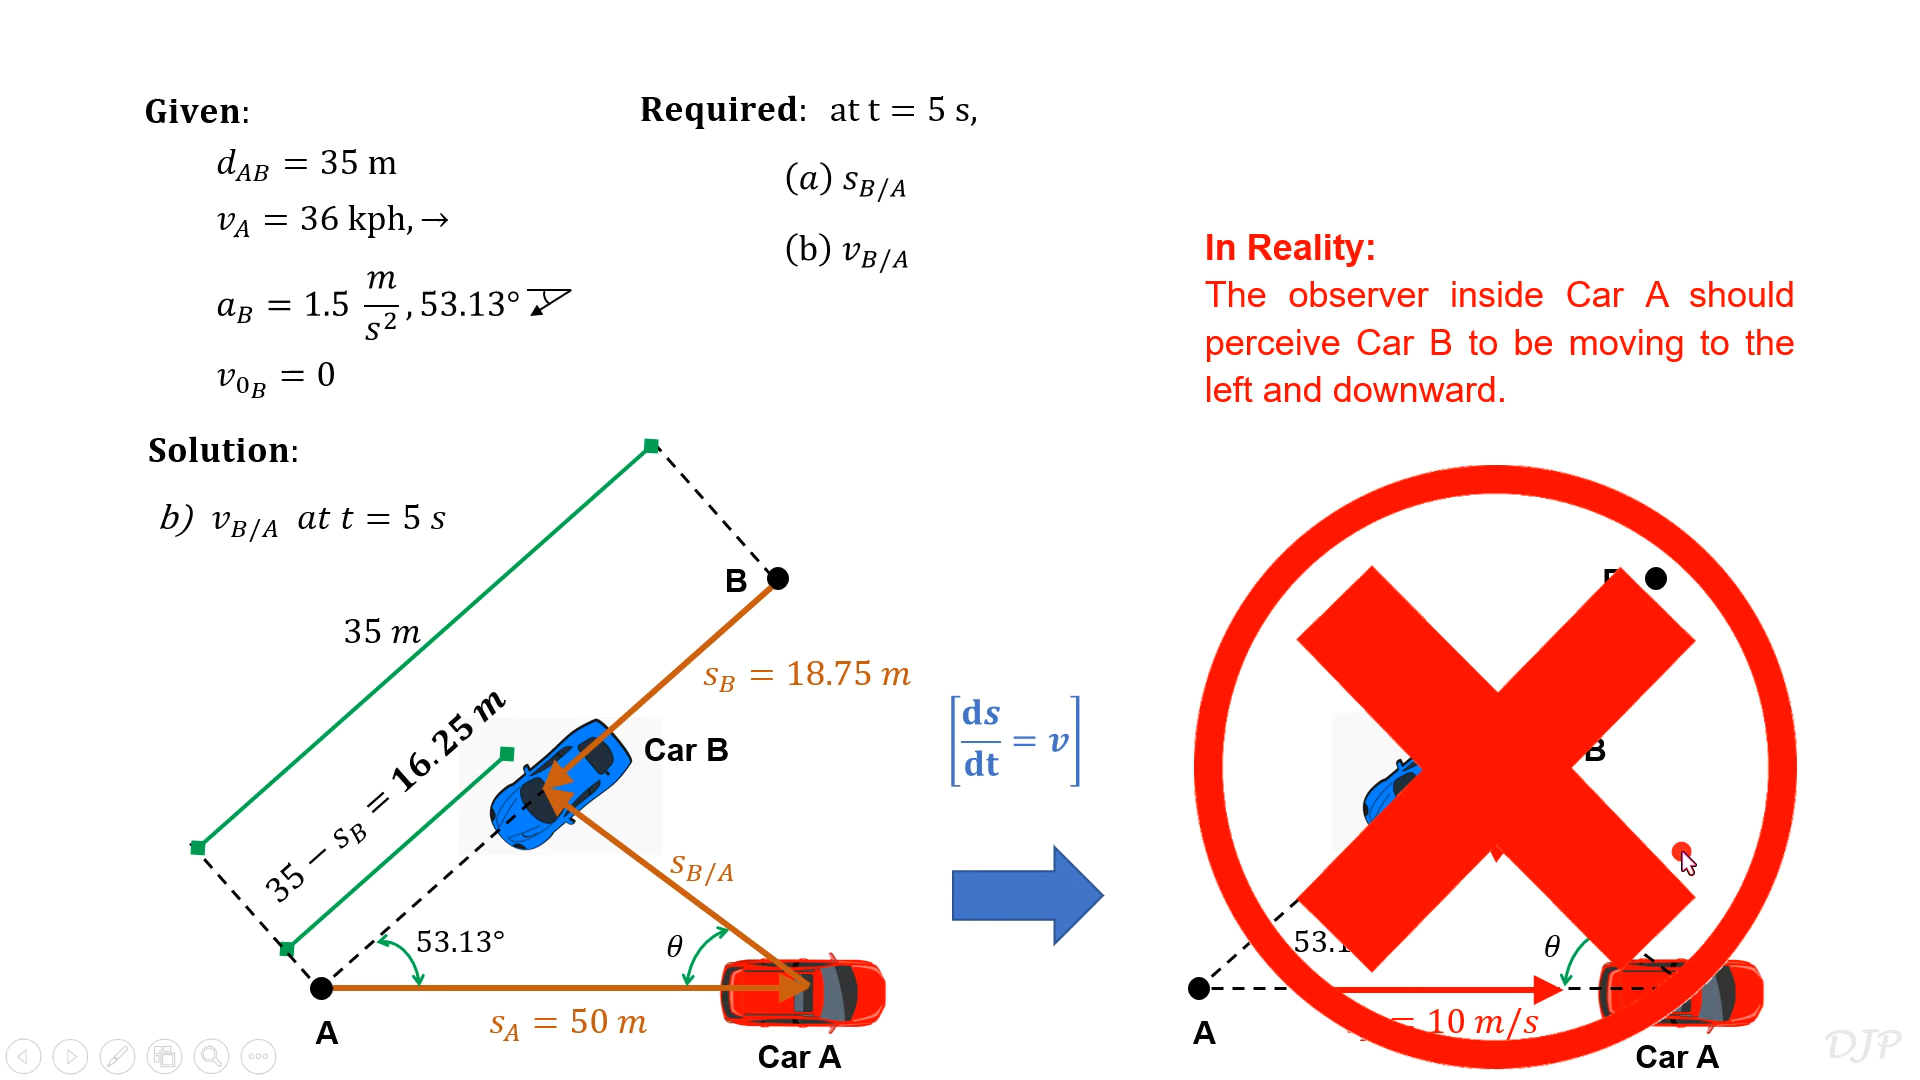 Given:
d_AB = 35 m
v_A = 36 kph, →
a_B = 1.5 m/s², 53.13°
v_0_B = 0
Required: at t = 5 s,
(a) s_B/A
(b) v_B/A
In Reality:
The observer inside Car A should
perceive Car B to be moving to the
left and downward.
Solution:
b) v_B/A at t = 5 s
35 m
B
s_B = 18.75 m
35 − s_B = 16.25 m
Car B
[ds/dt = v]
s_B/A
53.13°
θ
s_A = 50 m
A
Car A
B
θ
= 10 m/s
A
Car A
DJP